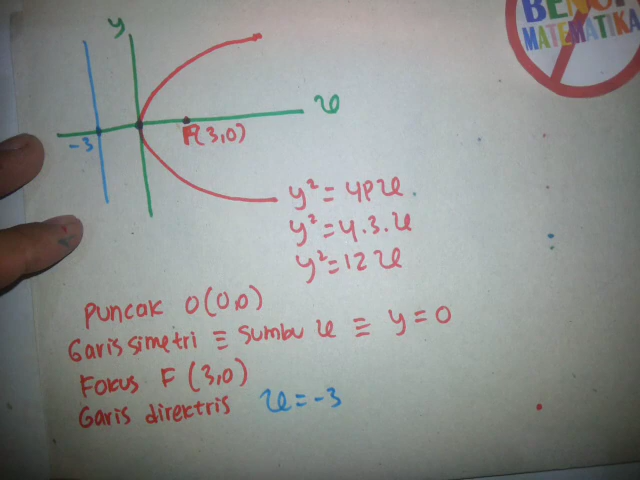 MATEMATIKA
y
x
-3
F(3,0)
y² = 4px.
y² = 4.3.x
y² = 12x
Puncak O(0,0)
Garis simetri ≡ sumbu x ≡ y = 0
Fokus F (3,0)
Garis direktris x = -3